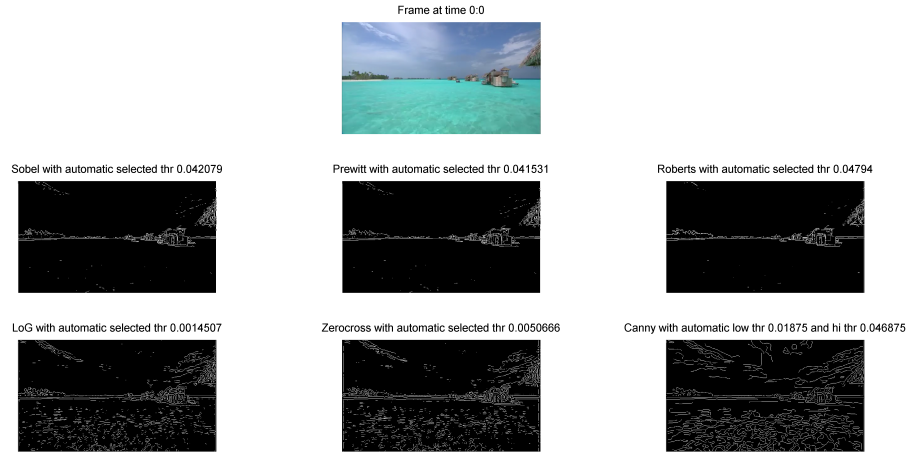 Frame at time 0:0
Sobel with automatic selected thr 0.042079
Prewitt with automatic selected thr 0.041531
Roberts with automatic selected thr 0.04794
LoG with automatic selected thr 0.0014507
Zerocross with automatic selected thr 0.0050666
Canny with automatic low thr 0.01875 and hi thr 0.046875